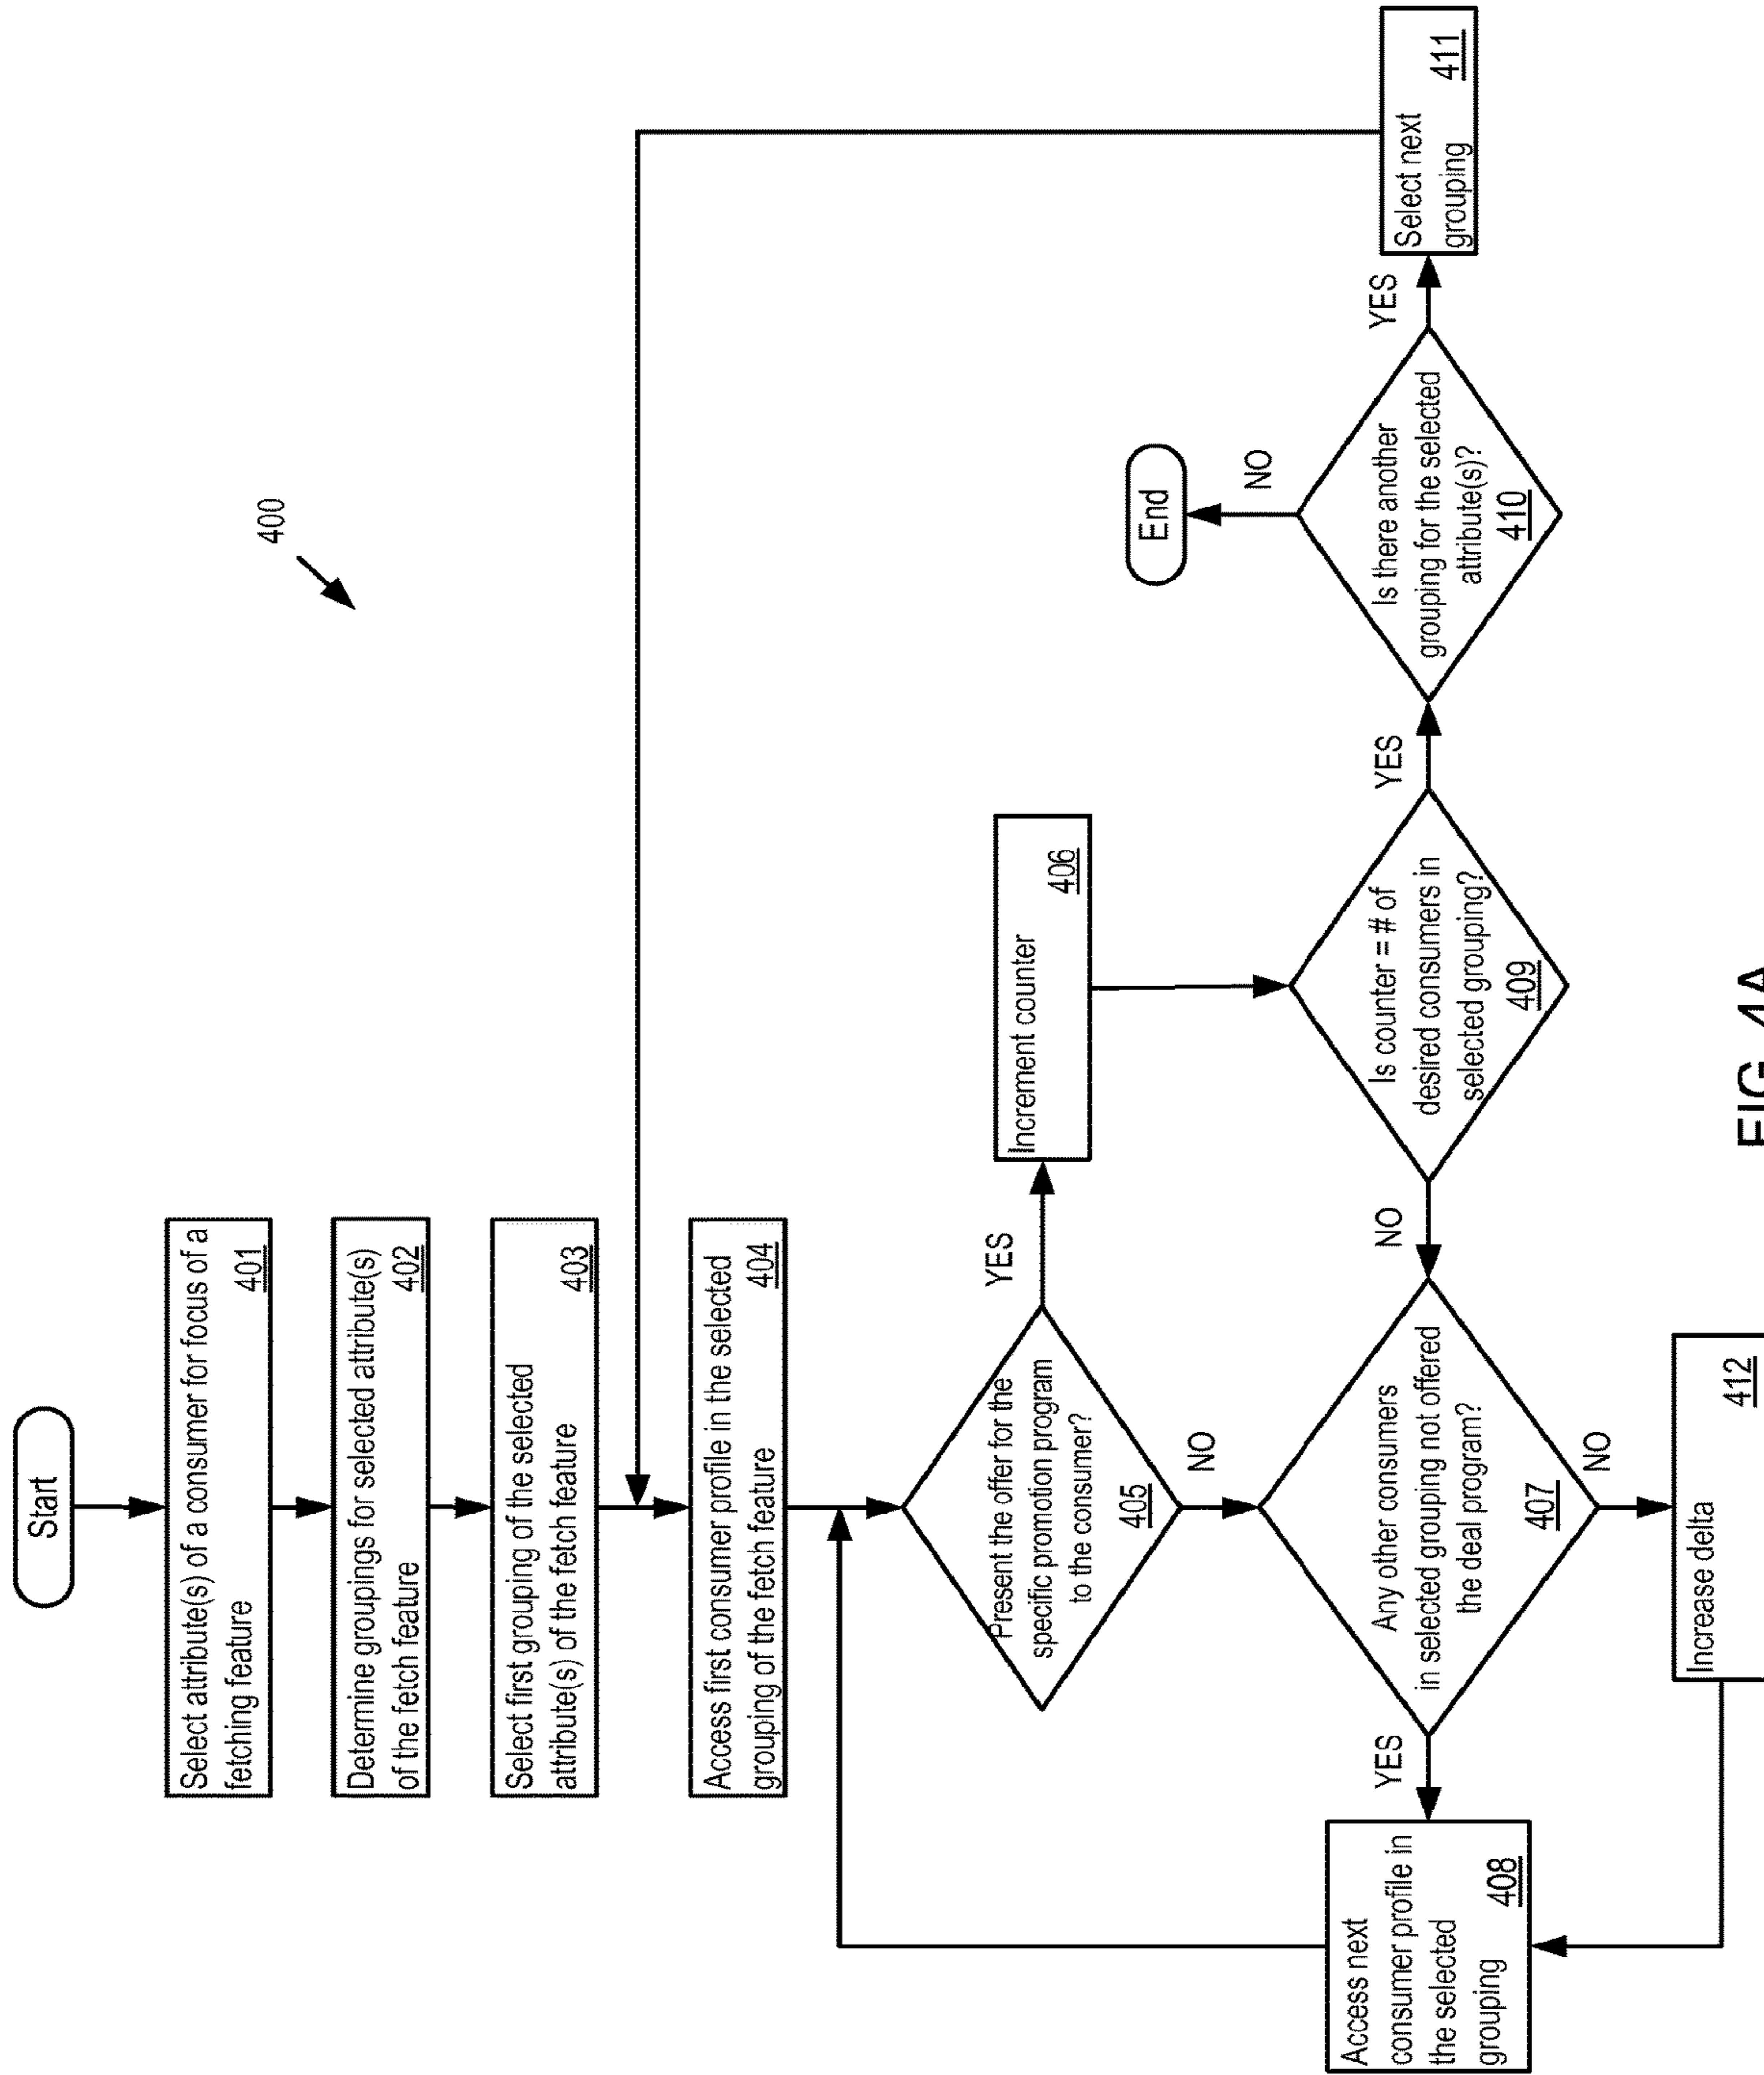 400
Start
Select attribute(s) of a consumer for focus of a
fetching feature
401
Determine groupings for selected attribute(s)
of the fetch feature
402
Select first grouping of the selected
attribute(s) of the fetch feature
403
Access first consumer profile in the selected
grouping of the fetch feature
404
Present the offer for the
specific promotion program
to the consumer?
405
YES
NO
Increment counter
406
Access next
consumer profile in
the selected
grouping
408
YES
Any other consumers
in selected grouping not offered
the deal program?
407
NO
NO
Is counter = # of
desired consumers in
selected grouping?
409
YES
Is there another
grouping for the selected
attribute(s)?
410
NO
End
YES
Select next
grouping
411
Increase delta
412
FIG. 4A